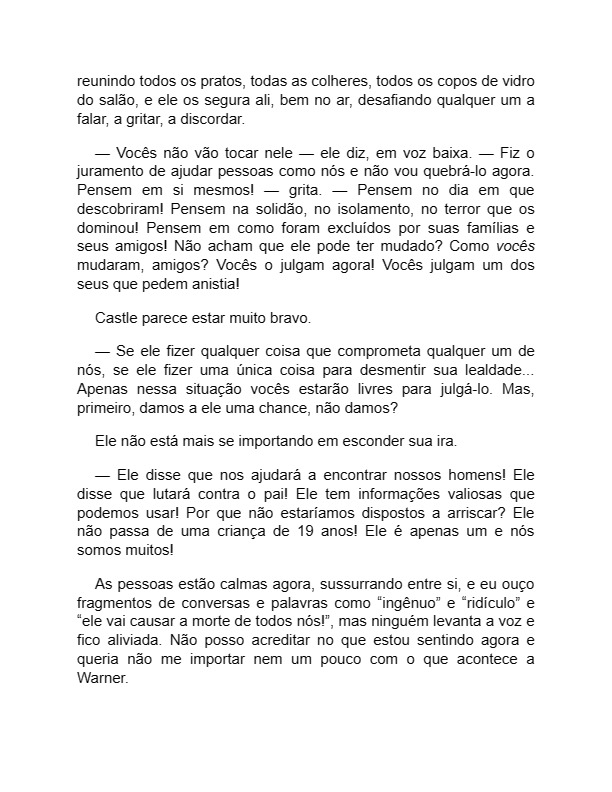 reunindo todos os pratos, todas as colheres, todos os copos de vidro
do salão, e ele os segura ali, bem no ar, desafiando qualquer um a
falar, a gritar, a discordar.
— Vocês não vão tocar nele — ele diz, em voz baixa. — Fiz o
juramento de ajudar pessoas como nós e não vou quebrá-lo agora.
Pensem em si mesmos! — grita. — Pensem no dia em que
descobriram! Pensem na solidão, no isolamento, no terror que os
dominou! Pensem em como foram excluídos por suas famílias e
seus amigos! Não acham que ele pode ter mudado? Como vocês
mudaram, amigos? Vocês o julgam agora! Vocês julgam um dos
seus que pedem anistia!
Castle parece estar muito bravo.
— Se ele fizer qualquer coisa que comprometa qualquer um de
nós, se ele fizer uma única coisa para desmentir sua lealdade...
Apenas nessa situação vocês estarão livres para julgá-lo. Mas,
primeiro, damos a ele uma chance, não damos?
Ele não está mais se importando em esconder sua ira.
— Ele disse que nos ajudará a encontrar nossos homens! Ele
disse que lutará contra o pai! Ele tem informações valiosas que
podemos usar! Por que não estaríamos dispostos a arriscar? Ele
não passa de uma criança de 19 anos! Ele é apenas um e nós
somos muitos!
As pessoas estão calmas agora, sussurrando entre si, e eu ouço
fragmentos de conversas e palavras como “ingênuo” e “ridículo” e
“ele vai causar a morte de todos nós!”, mas ninguém levanta a voz e
fico aliviada. Não posso acreditar no que estou sentindo agora e
queria não me importar nem um pouco com o que acontece a
Warner.